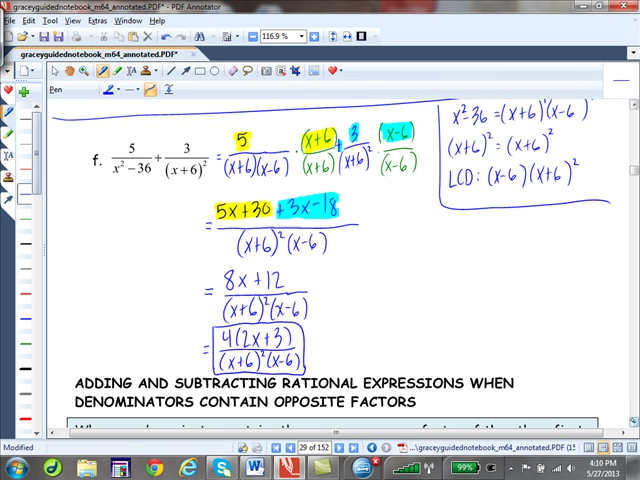 graceyguidednotebook_m64_annotated.PDF* - PDF Annotator
File Edit View Tools Extras Window Help
116.9 %
graceyguidednotebook_m64_annotated.PDF*
Pen
f. 5/(x² − 36) + 3/(x + 6)² = 5/((x+6)(x-6)) · (x+6)/(x+6) + 3/(x+6)² · (x-6)/(x-6)
x² - 36 = (x+6)¹(x-6)¹
(x+6)² = (x+6)²
LCD: (x-6)(x+6)²
= (5x+30 +3x-18)/((x+6)²(x-6))
= (8x+12)/((x+6)²(x-6))
= 4(2x+3)/((x+6)²(x-6))
ADDING AND SUBTRACTING RATIONAL EXPRESSIONS WHEN
DENOMINATORS CONTAIN OPPOSITE FACTORS
Modified
29 of 152
graceyguidednotebook_m64_annotated.PDF* (15
99%
4:10 PM
5/27/2013